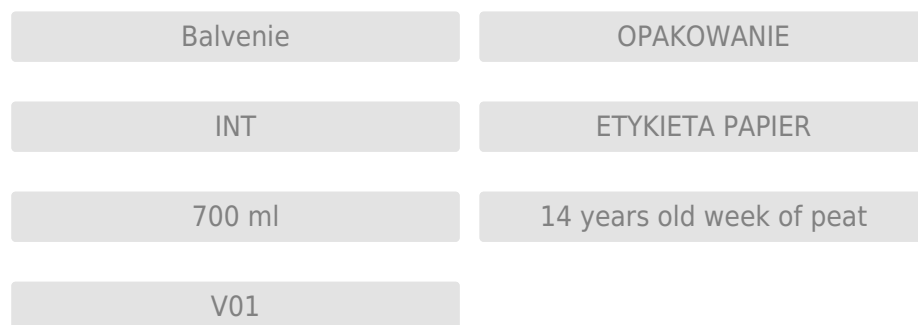 Balvenie
OPAKOWANIE
INT
ETYKIETA PAPIER
700 ml
14 years old week of peat
V01